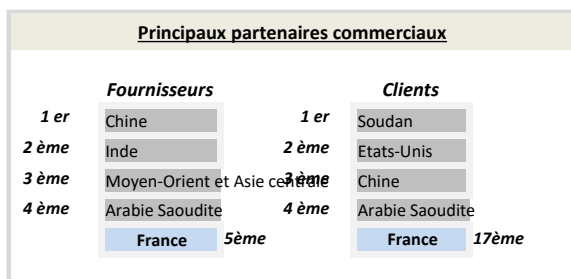 Principaux partenaires commerciaux
Fournisseurs Clients
1 er Chine 1 er Soudan
2 ème Inde 2 ème Etats-Unis
3 ème Moyen-Orient et Asie centrale 3 ème Chine
4 ème Arabie Saoudite 4 ème Arabie Saoudite
France 5ème France 17ème